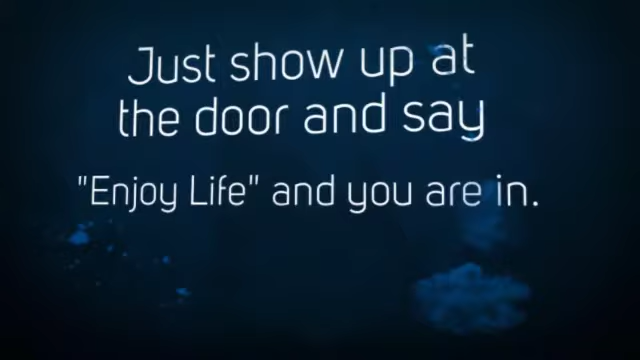 Just show up at
the door and say
"Enjoy Life" and you are in.